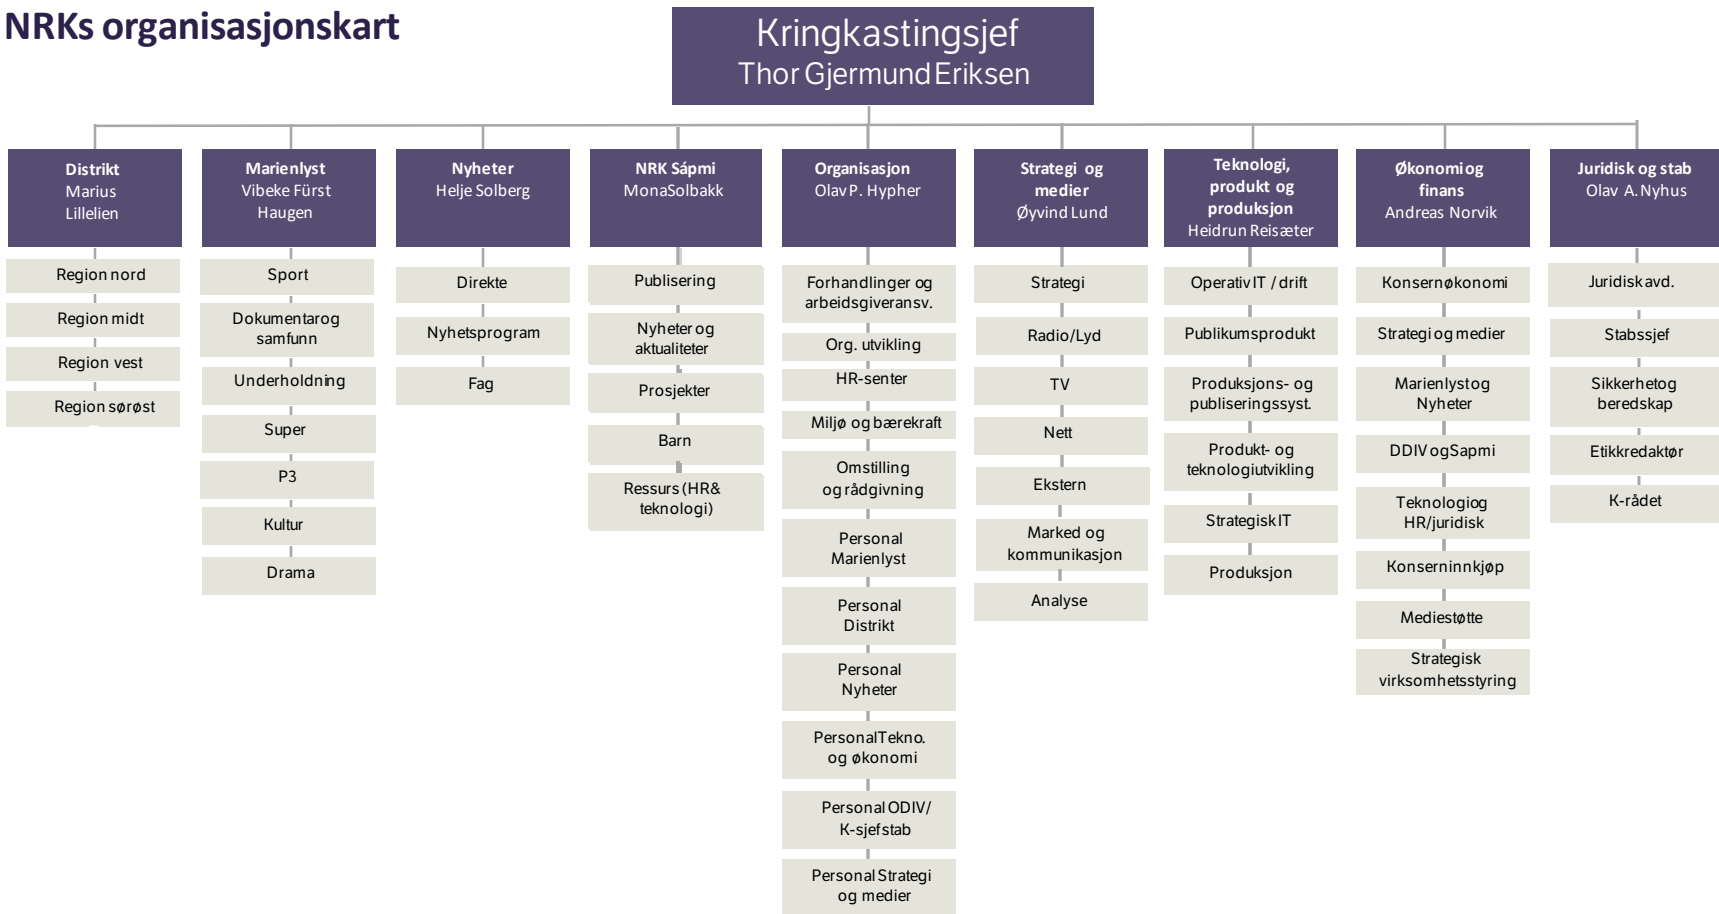 NRKs organisasjonskart
Kringkastingsjef
Thor Gjermund Eriksen
Distrikt
Marius
Lillelien
Region nord
Region midt
Region vest
Region sørøst
Marienlyst
Vibeke Fürst
Haugen
Sport
Dokumentar og
samfunn
Underholdning
Super
P3
Kultur
Drama
Nyheter
Helje Solberg
Direkte
Nyhetsprogram
Fag
NRK Sápmi
Mona Solbakk
Publisering
Nyheter og
aktualiteter
Prosjekter
Barn
Ressurs (HR&
teknologi)
Organisasjon
Olav P. Hypher
Forhandlinger og
arbeidsgiveransv.
Org. utvikling
HR-senter
Miljø og bærekraft
Omstilling
og rådgivning
Personal
Marienlyst
Personal
Distrikt
Personal
Nyheter
Personal Tekno.
og økonomi
Personal ODIV/
K-sjefstab
Personal Strategi
og medier
Strategi og
medier
Øyvind Lund
Strategi
Radio/Lyd
TV
Nett
Ekstern
Marked og
kommunikasjon
Analyse
Teknologi,
produkt og
produksjon
Heidrun Reisæter
Operativ IT / drift
Publikumsprodukt
Produksjons- og
publiseringssyst.
Produkt- og
teknologiutvikling
Strategisk IT
Produksjon
Økonomi og
finans
Andreas Norvik
Konsernøkonomi
Strategi og medier
Marienlyst og
Nyheter
DDIV og Sapmi
Teknologi og
HR/juridisk
Konserninnkjøp
Mediestøtte
Strategisk
virksomhetsstyring
Juridisk og stab
Olav A. Nyhus
Juridisk avd.
Stabssjef
Sikkerhet og
beredskap
Etikkredaktør
K-rådet